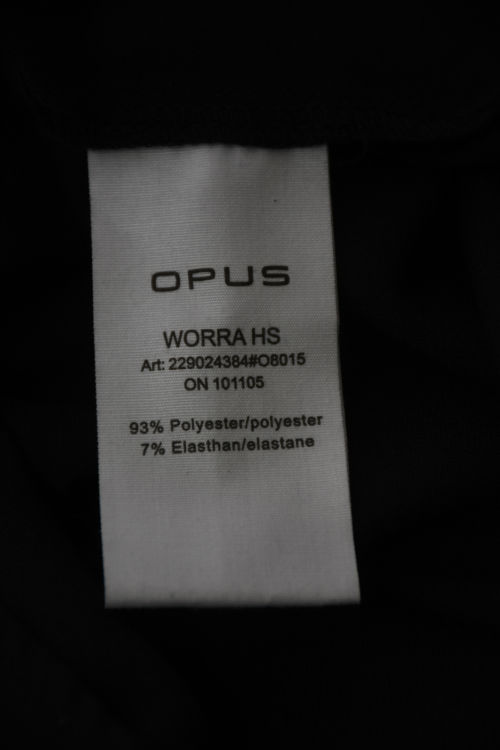 OPUS
WORRA HS
Art: 229024384#O8015
ON 101105
93% Polyester/polyester
7% Elasthan/elastane